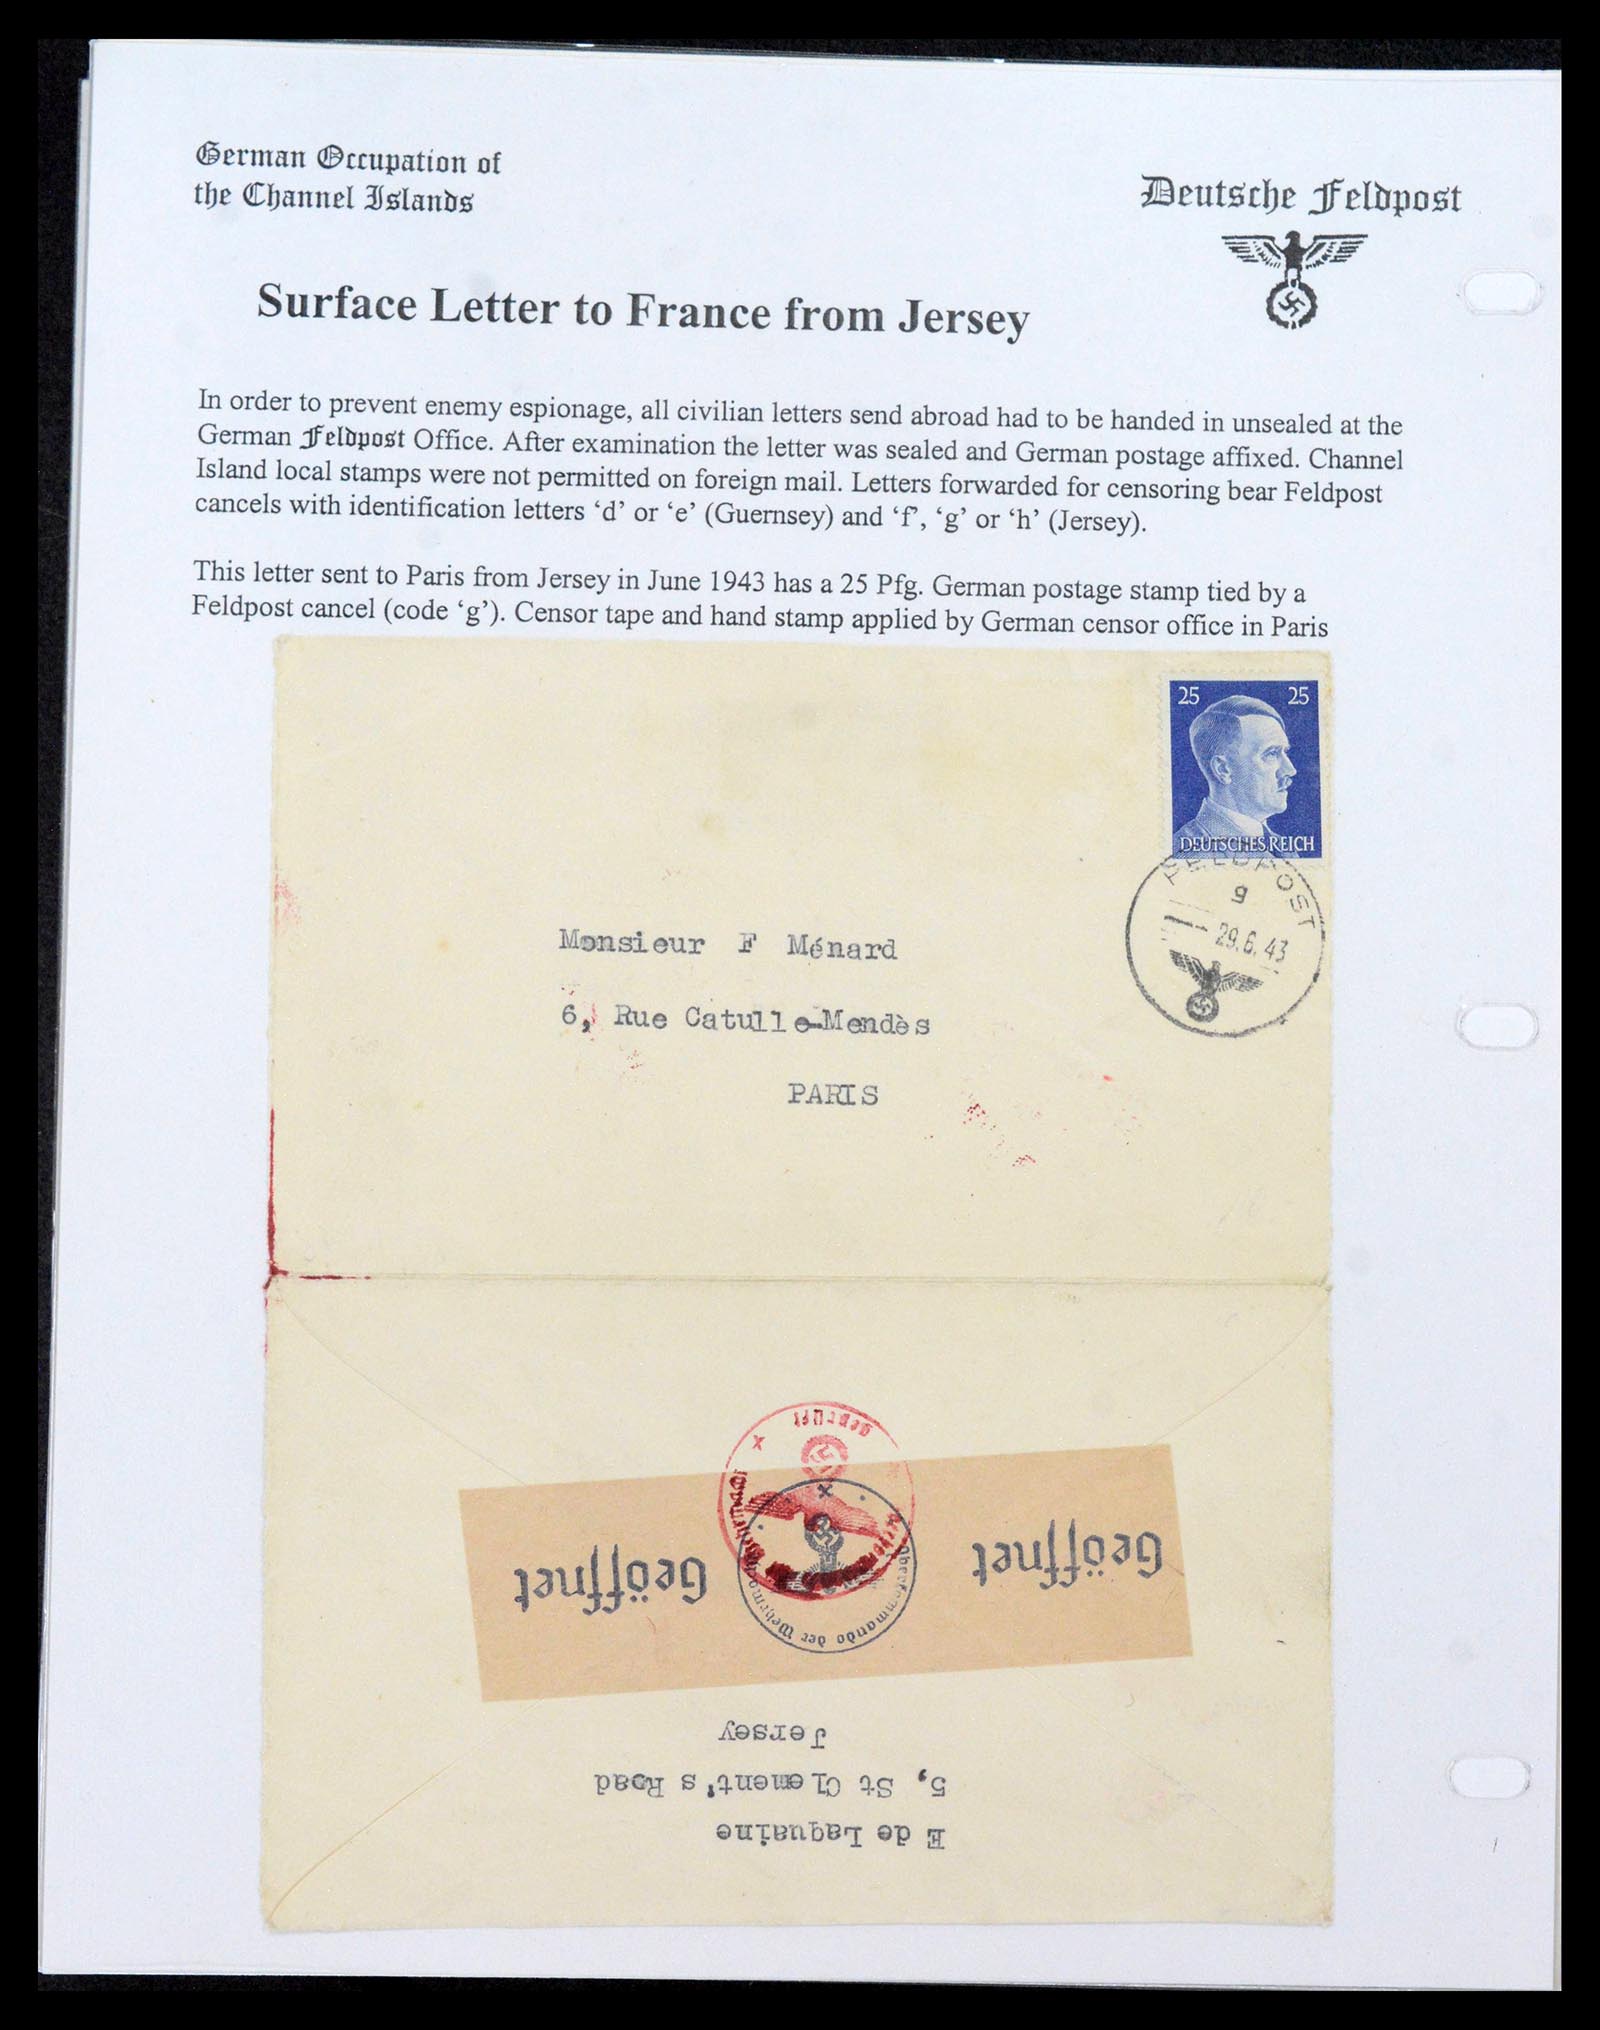 German Occupation of
the Channel Islands
Deutsche Feldpost
Surface Letter to France from Jersey
In order to prevent enemy espionage, all civilian letters send abroad had to be handed in unsealed at the
German Feldpost Office. After examination the letter was sealed and German postage affixed. Channel
Island local stamps were not permitted on foreign mail. Letters forwarded for censoring bear Feldpost
cancels with identification letters ‘d’ or ‘e’ (Guernsey) and ‘f’, ‘g’ or ‘h’ (Jersey).
This letter sent to Paris from Jersey in June 1943 has a 25 Pfg. German postage stamp tied by a
Feldpost cancel (code ‘g’). Censor tape and hand stamp applied by German censor office in Paris
25 25
DEUTSCHES REICH
FELDPOST
g
29.6.43
Monsieur F Ménard
6, Rue Catulle-Mendès
PARIS
geprüft
x
x
Geöffnet
Geöffnet
Oberkommando der Wehrmacht
Jersey
5, St Clement's Road
E de Laquaine